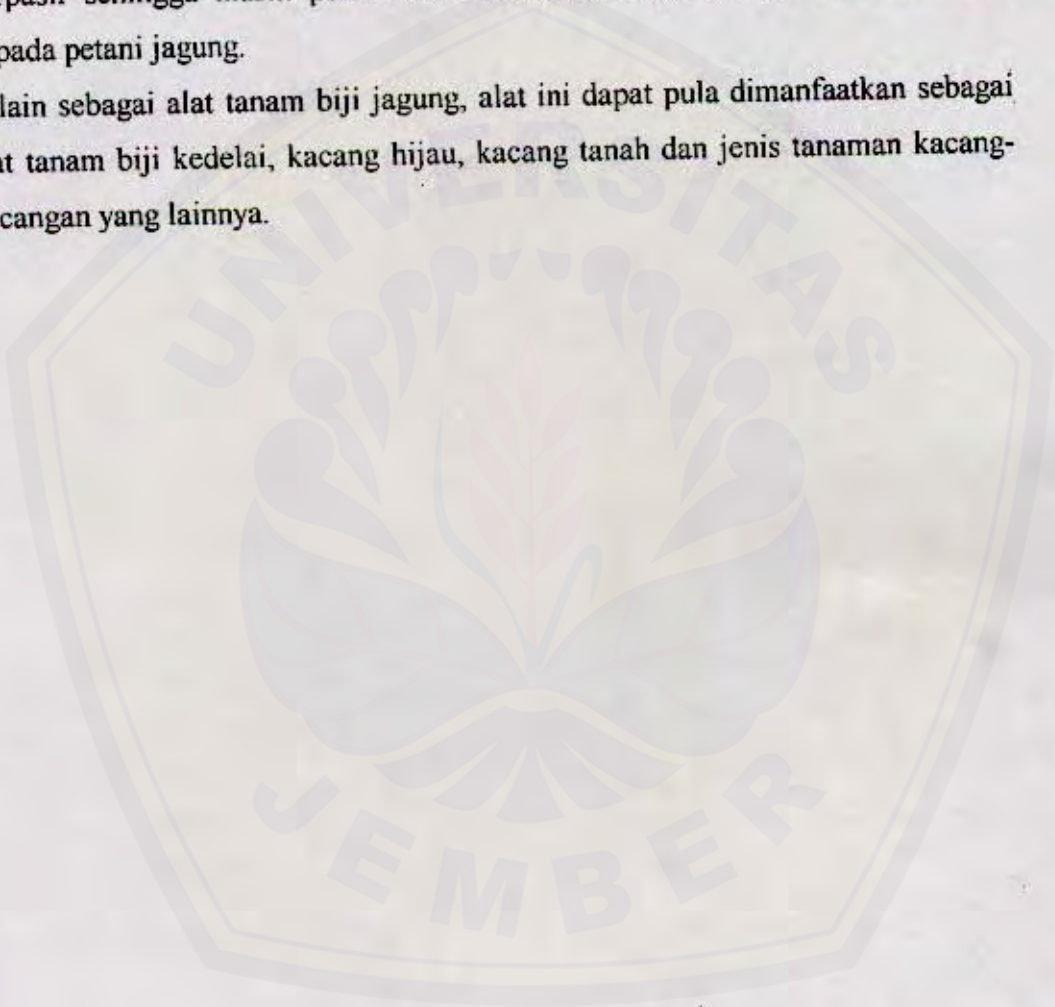 sehingga
pada petani jagung.
lain sebagai alat tanam biji jagung, alat ini dapat pula dimanfaatkan sebagai
tanam biji kedelai, kacang hijau, kacang tanah dan jenis tanaman kacang-
cangan yang lainnya.
UNIVERSITAS
JEMBER